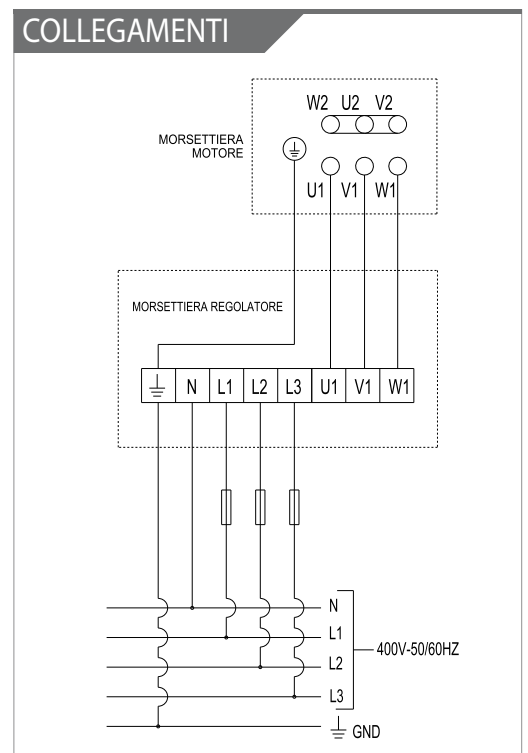 COLLEGAMENTI
W2 U2 V2
MORSETTIERA
MOTORE
U1 V1 W1
MORSETTIERA REGOLATORE
N L1 L2 L3 U1 V1 W1
N
L1
400V-50/60HZ
L2
L3
GND